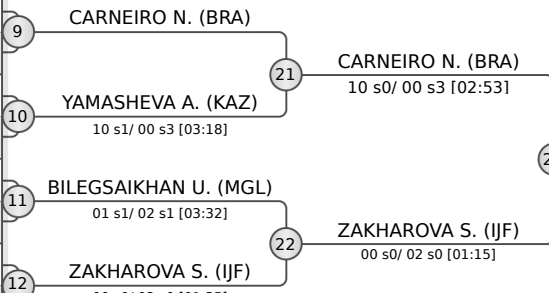 CARNEIRO N. (BRA)
9
CARNEIRO N. (BRA)
21
10 s0/ 00 s3 [02:53]
YAMASHEVA A. (KAZ)
10
10 s1/ 00 s3 [03:18]
BILEGSAIKHAN U. (MGL)
11
01 s1/ 02 s1 [03:32]
ZAKHAROVA S. (IJF)
22
00 s0/ 02 s0 [01:15]
ZAKHAROVA S. (IJF)
12